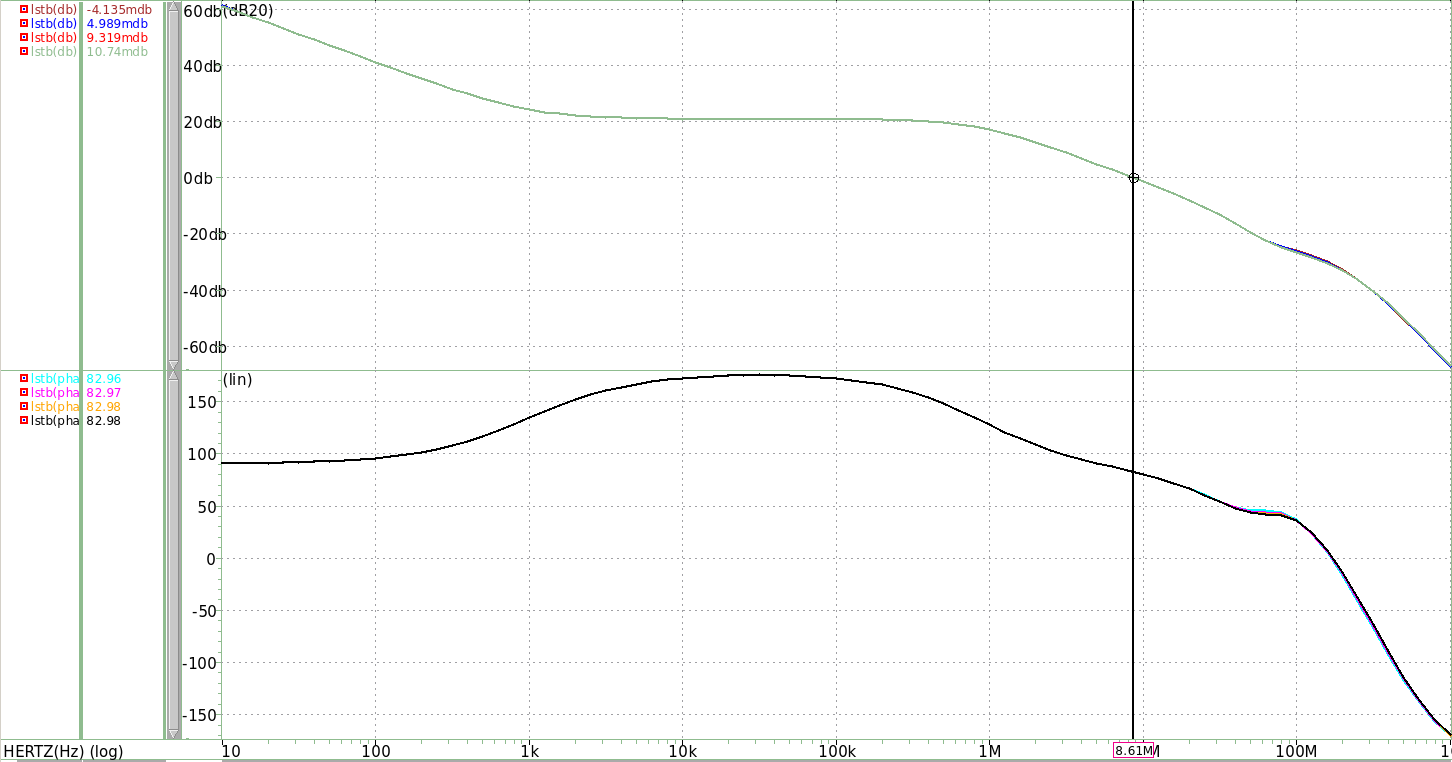 lstb(db) -4.135mdb
lstb(db) 4.989mdb
lstb(db) 9.319mdb
lstb(db) 10.74mdb
(dB20)
60db
40db
20db
0db
-20db
-40db
-60db
lstb(pha 82.96
lstb(pha 82.97
lstb(pha 82.98
lstb(pha 82.98
(lin)
150
100
50
0
-50
-100
-150
HERTZ(Hz) (log)
10 100 1k 10k 100k 1M 8.61M 100M